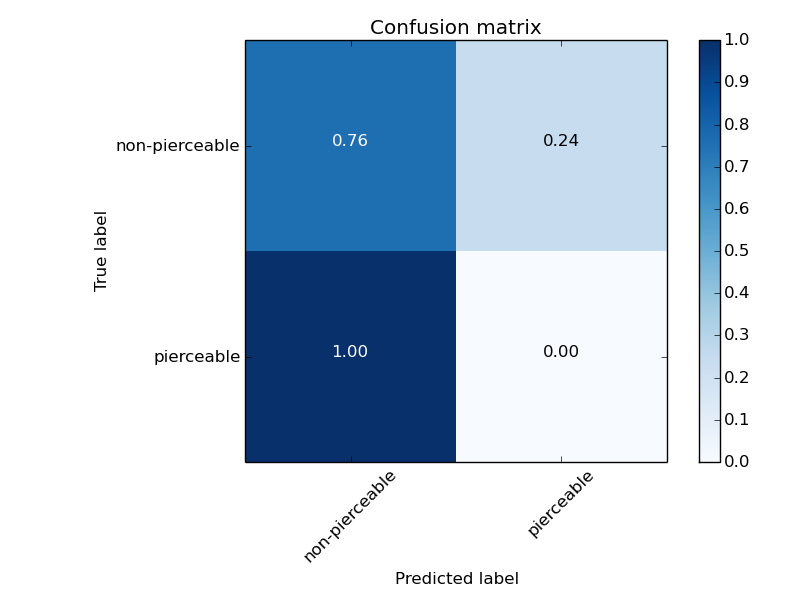 Confusion matrix
True label
non-pierceable
0.76
0.24
pierceable
1.00
0.00
non-pierceable
pierceable
Predicted label
1.0
0.9
0.8
0.7
0.6
0.5
0.4
0.3
0.2
0.1
0.0